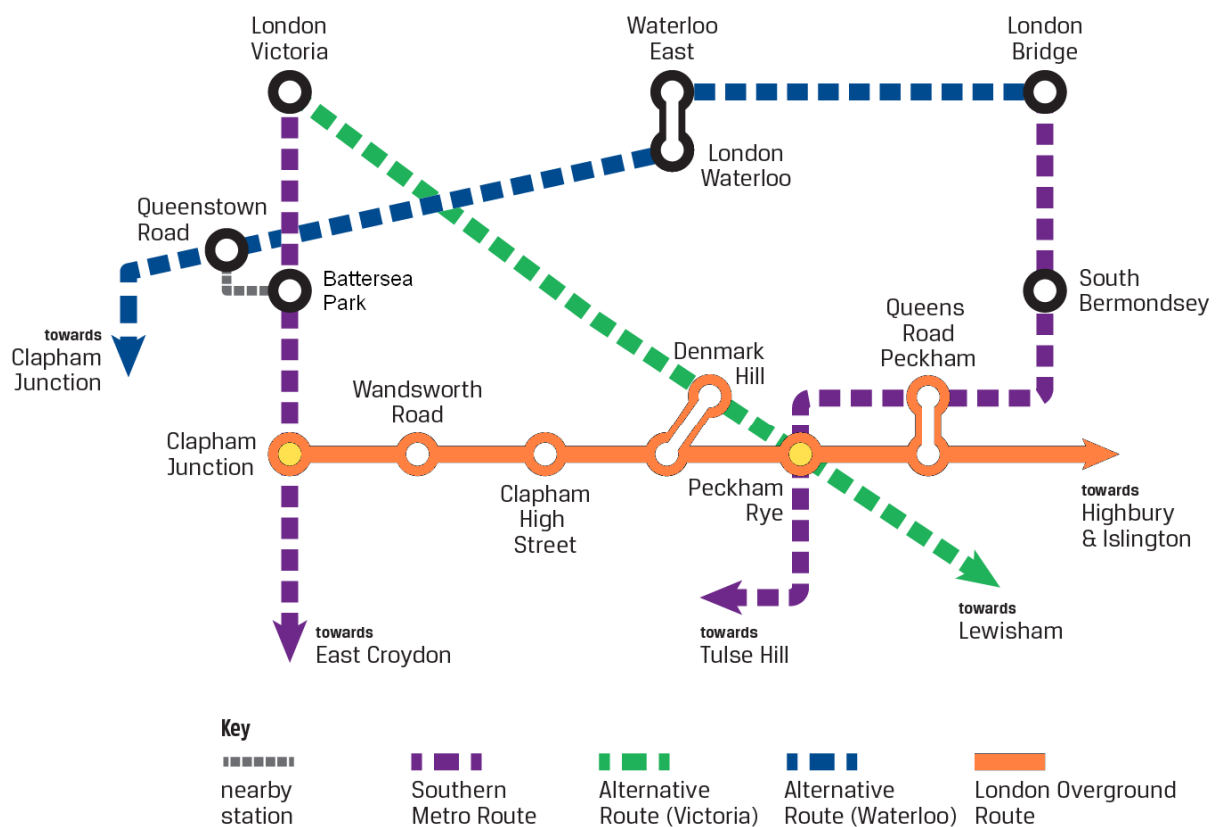 London
Victoria
Waterloo
East
London
Bridge
London
Waterloo
Queenstown
Road
Battersea
Park
South
Bermondsey
towards
Clapham
Junction
Queens
Road
Peckham
Denmark
Hill
Wandsworth
Road
Clapham
Junction
Clapham
High
Street
Peckham
Rye
towards
Highbury
& Islington
towards
East Croydon
towards
Tulse Hill
towards
Lewisham
Key
nearby
station
Southern
Metro Route
Alternative
Route (Victoria)
Alternative
Route (Waterloo)
London Overground
Route